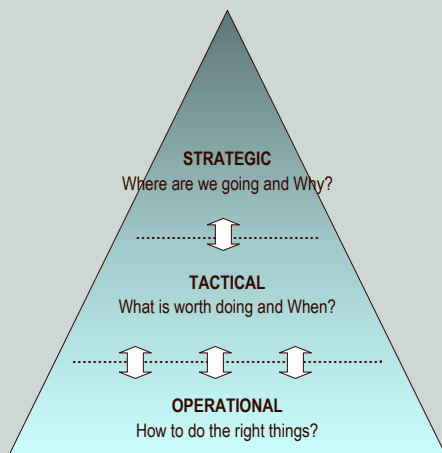 STRATEGIC
Where are we going and Why?
TACTICAL
What is worth doing and When?
OPERATIONAL
How to do the right things?